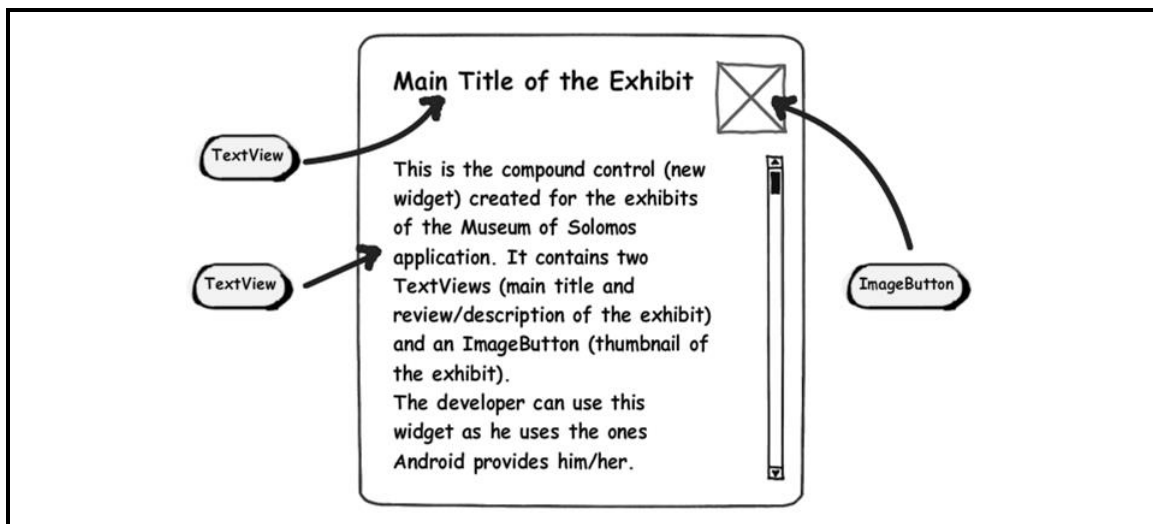 Main Title of the Exhibit
TextView
This is the compound control (new
widget) created for the exhibits
of the Museum of Solomos
application. It contains two
TextViews (main title and
review/description of the exhibit)
and an ImageButton (thumbnail of
the exhibit).
The developer can use this
widget as he uses the ones
Android provides him/her.
TextView
ImageButton